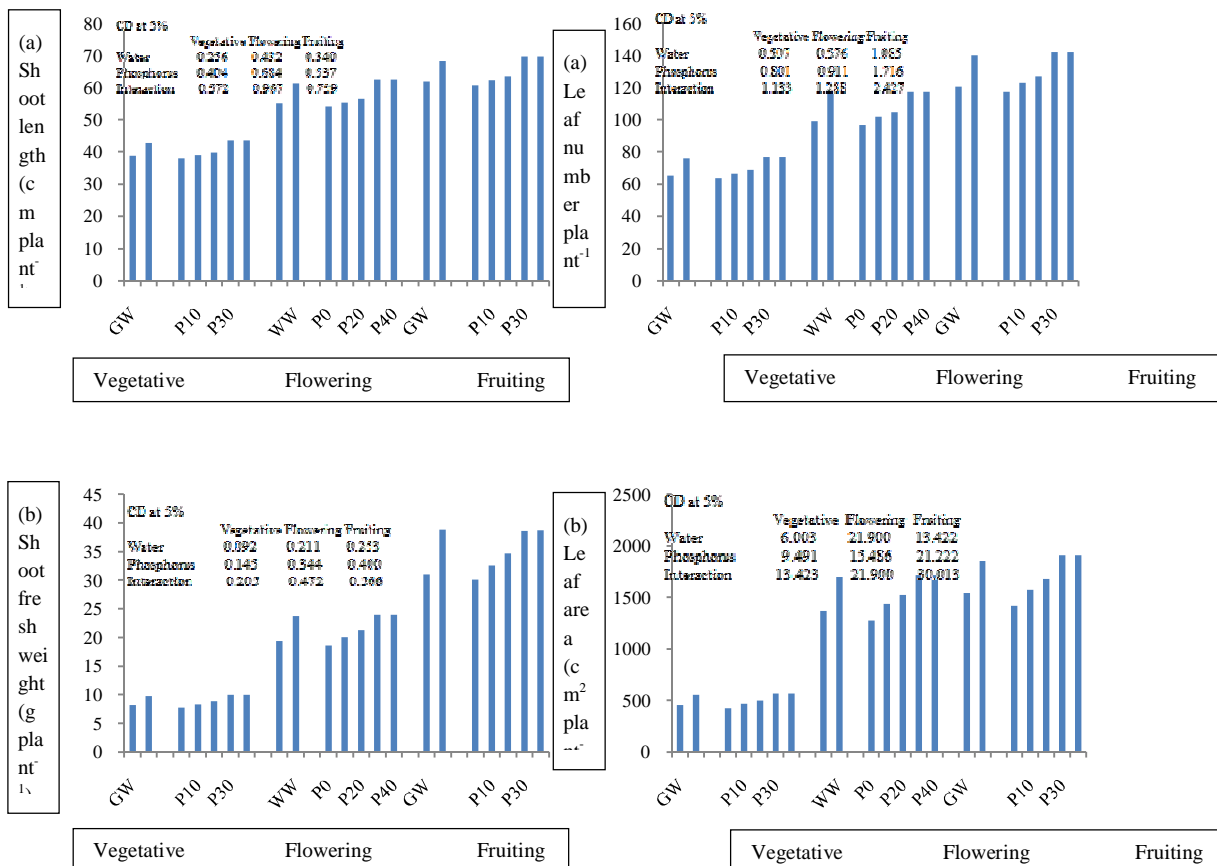 (a)
Sh
oot
len
gth
(c
m
pla
nt-
80
70
60
50
40
30
20
10
0
CD at 5%
Vegetative Flowering Fruiting
Water 0.256 0.432 0.340
Phosphorus 0.404 0.684 0.537
Interaction 0.572 0.967 0.759
GW P10 P30 WW P0 P20 P40 GW P10 P30
Vegetative Flowering Fruiting
(a)
Le
af
nu
mb
er
pla
nt-1
160
140
120
100
80
60
40
20
0
CD at 5%
Vegetative Flowering Fruiting
Water 0.507 0.576 1.085
Phosphorus 0.801 0.911 1.716
Interaction 1.133 1.288 2.427
GW P10 P30 WW P0 P20 P40 GW P10 P30
Vegetative Flowering Fruiting
(b)
Sh
oot
fre
sh
wei
ght
(g
pla
nt-
1)
45
40
35
30
25
20
15
10
5
0
CD at 5%
Vegetative Flowering Fruiting
Water 0.092 0.211 0.253
Phosphorus 0.145 0.344 0.400
Interaction 0.472
GW P10 P30 WW P0 P20 P40 GW P10 P30
Vegetative Flowering Fruiting
(b)
Le
af
are
a
(c
m2
pla
nt-
2500
2000
1500
1000
500
0
CD at 5%
Vegetative Flowering Fruiting
Water 6.003 21.900 13.422
Phosphorus 9.491 15.486 21.222
Interaction 13.423 21.900 30.013
GW P10 P30 WW P0 P20 P40 GW P10 P30
Vegetative Flowering Fruiting